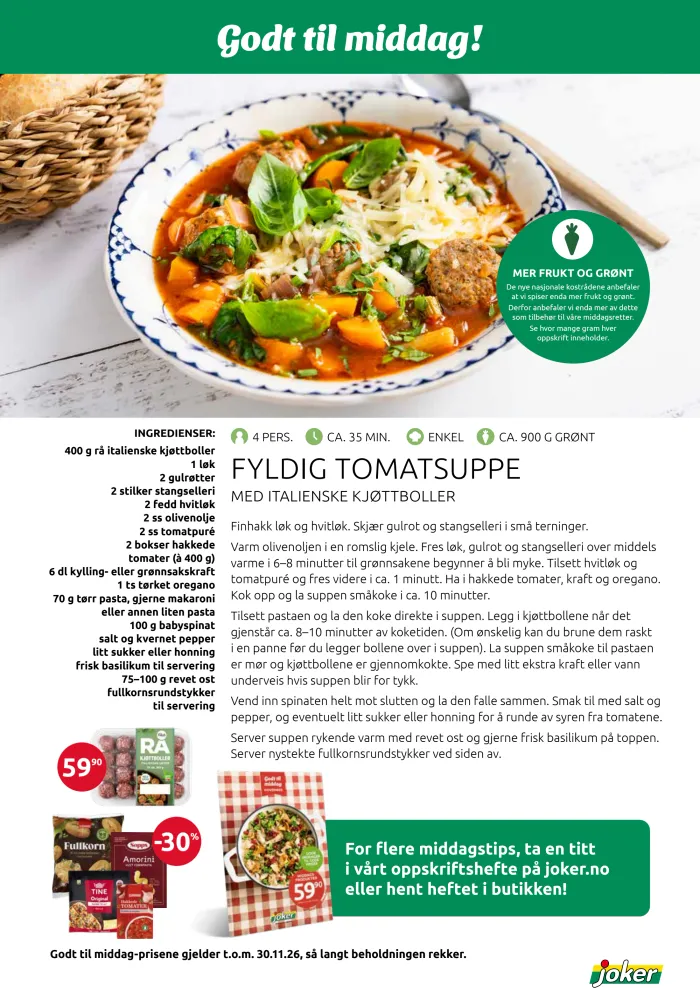 Godt til middag!
MER FRUKT OG GRØNT
De nye nasjonale kostrådene anbefaler
at vi spiser enda mer frukt og grønt.
Derfor anbefaler vi enda mer av dette
som tilbehør til våre middagsretter.
Se hvor mange gram hver
oppskrift inneholder.
INGREDIENSER:
400 g rå italienske kjøttboller
1 løk
2 gulrøtter
2 stilker stangselleri
2 fedd hvitløk
2 ss olivenolje
2 ss tomatpuré
2 bokser hakkede
tomater (à 400 g)
6 dl kylling- eller grønnsakskraft
1 ts tørket oregano
70 g tørr pasta, gjerne makaroni
eller annen liten pasta
100 g babyspinat
salt og kvernet pepper
litt sukker eller honning
frisk basilikum til servering
75–100 g revet ost
fullkornsrundstykker
til servering
4 PERS. CA. 35 MIN. ENKEL CA. 900 G GRØNT
FYLDIG TOMATSUPPE
MED ITALIENSKE KJØTTBOLLER
Finhakk løk og hvitløk. Skjær gulrot og stangselleri i små terninger.
Varm olivenoljen i en romslig kjele. Fres løk, gulrot og stangselleri over middels
varme i 6–8 minutter til grønnsakene begynner å bli myke. Tilsett hvitløk og
tomatpuré og fres videre i ca. 1 minutt. Ha i hakkede tomater, kraft og oregano.
Kok opp og la suppen småkoke i ca. 10 minutter.
Tilsett pastaen og la den koke direkte i suppen. Legg i kjøttbollene når det
gjenstår ca. 8–10 minutter av koketiden. (Om ønskelig kan du brune dem raskt
i en panne før du legger bollene over i suppen). La suppen småkoke til pastaen
er mør og kjøttbollene er gjennomkokte. Spe med litt ekstra kraft eller vann
underveis hvis suppen blir for tykk.
Vend inn spinaten helt mot slutten og la den falle sammen. Smak til med salt og
pepper, og eventuelt litt sukker eller honning for å runde av syren fra tomatene.
Server suppen rykende varm med revet ost og gjerne frisk basilikum på toppen.
Server nystekte fullkornsrundstykker ved siden av.
59⁹⁰
RÅ
KJØTTBOLLER
-30%
Fullkorn
Sopps
Amorini
TINE
Original
Hakkede
TOMATER
Godt til
middag!
59⁹⁰
joker
For flere middagstips, ta en titt
i vårt oppskriftshefte på joker.no
eller hent heftet i butikken!
Godt til middag-prisene gjelder t.o.m. 30.11.26, så langt beholdningen rekker.
joker